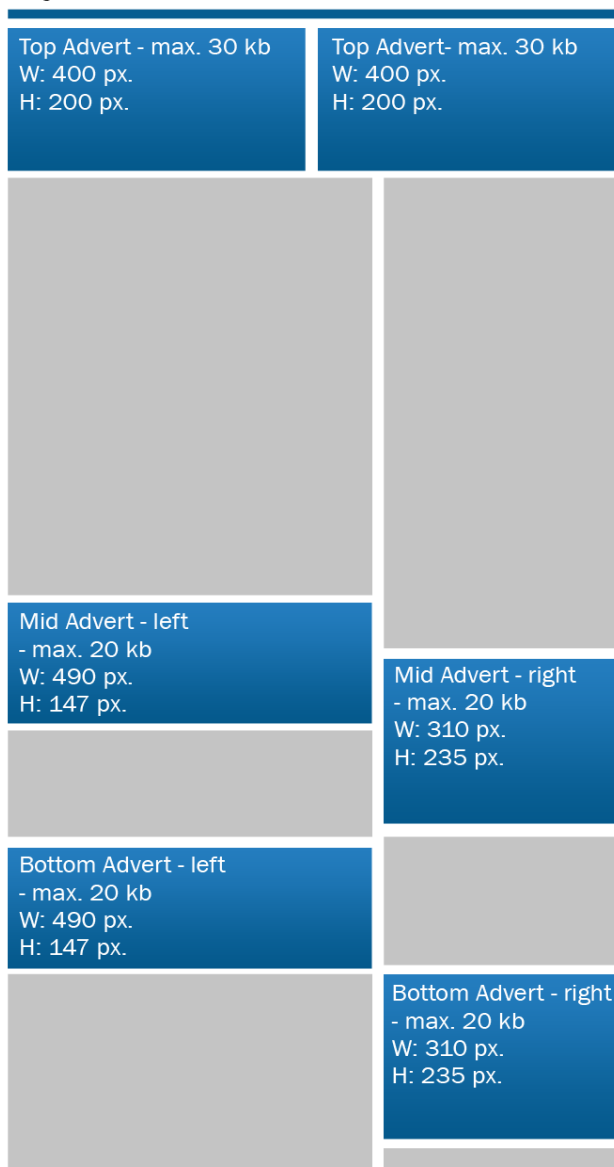 Top Advert - max. 30 kb
W: 400 px.
H: 200 px.
Top Advert- max. 30 kb
W: 400 px.
H: 200 px.
Mid Advert - left
- max. 20 kb
W: 490 px.
H: 147 px.
Mid Advert - right
- max. 20 kb
W: 310 px.
H: 235 px.
Bottom Advert - left
- max. 20 kb
W: 490 px.
H: 147 px.
Bottom Advert - right
- max. 20 kb
W: 310 px.
H: 235 px.